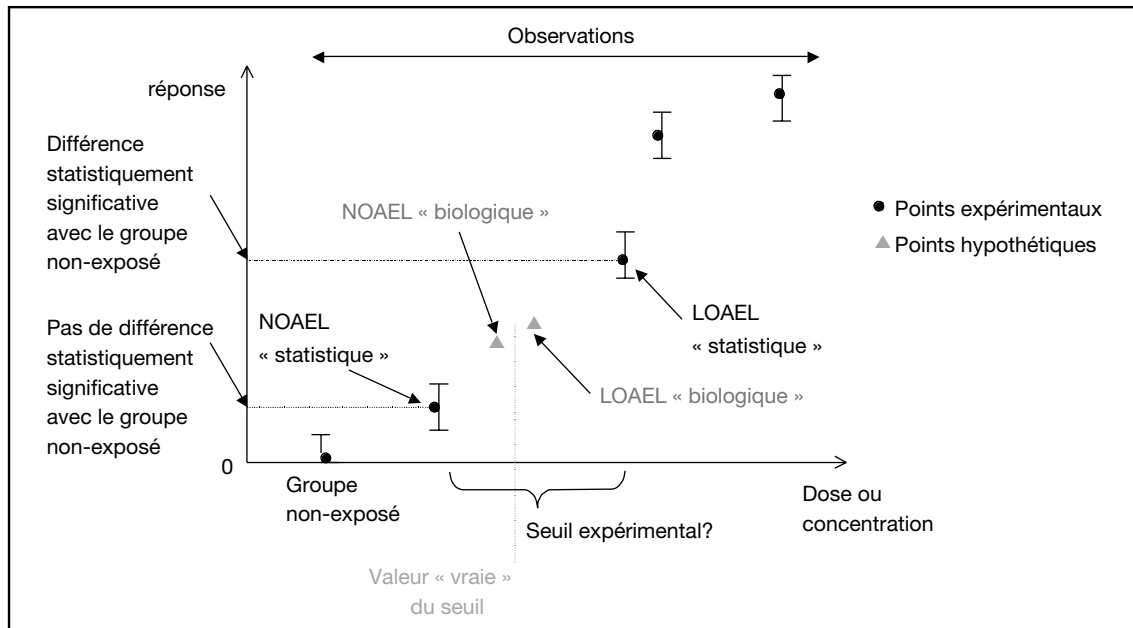 Observations
réponse
Différence
statistiquement
significative
avec le groupe
non-exposé
NOAEL « biologique »
Points expérimentaux
Points hypothétiques
Pas de différence
statistiquement
significative
avec le groupe
non-exposé
NOAEL
« statistique »
LOAEL
« statistique »
LOAEL « biologique »
0
Groupe
non-exposé
Seuil expérimental?
Dose ou
concentration
Valeur « vraie »
du seuil